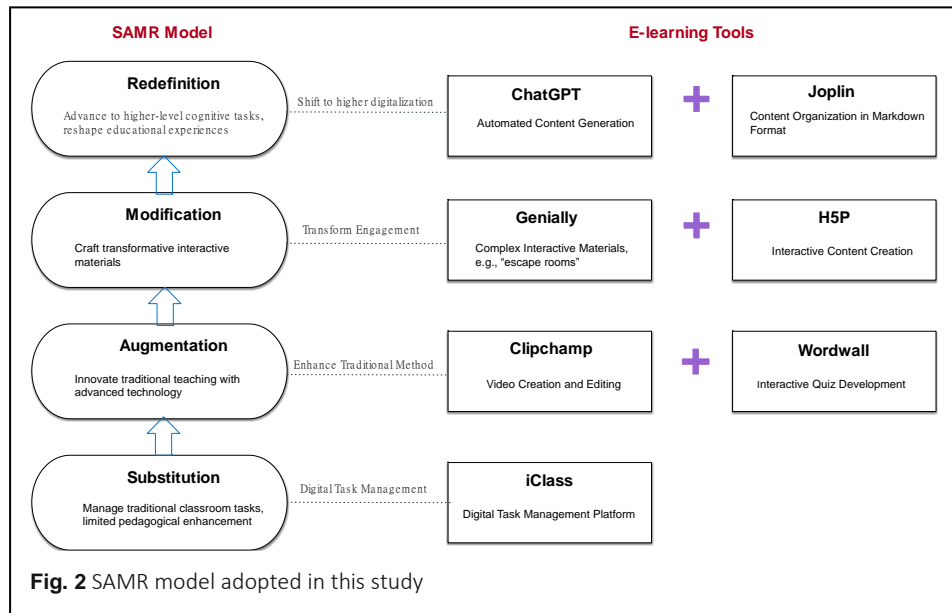 SAMR Model
E-learning Tools
Redefinition
Advance to higher-level cognitive tasks,
reshape educational experiences
Shift to higher digitalization
ChatGPT
Automated Content Generation
Joplin
Content Organization in Markdown
Format
Modification
Craft transformative interactive
materials
Transform Engagement
Genially
Complex Interactive Materials,
e.g., “escape rooms”
H5P
Interactive Content Creation
Augmentation
Innovate traditional teaching with
advanced technology
Enhance Traditional Method
Clipchamp
Video Creation and Editing
Wordwall
Interactive Quiz Development
Substitution
Manage traditional classroom tasks,
limited pedagogical enhancement
Digital Task Management
iClass
Digital Task Management Platform
Fig. 2 SAMR model adopted in this study